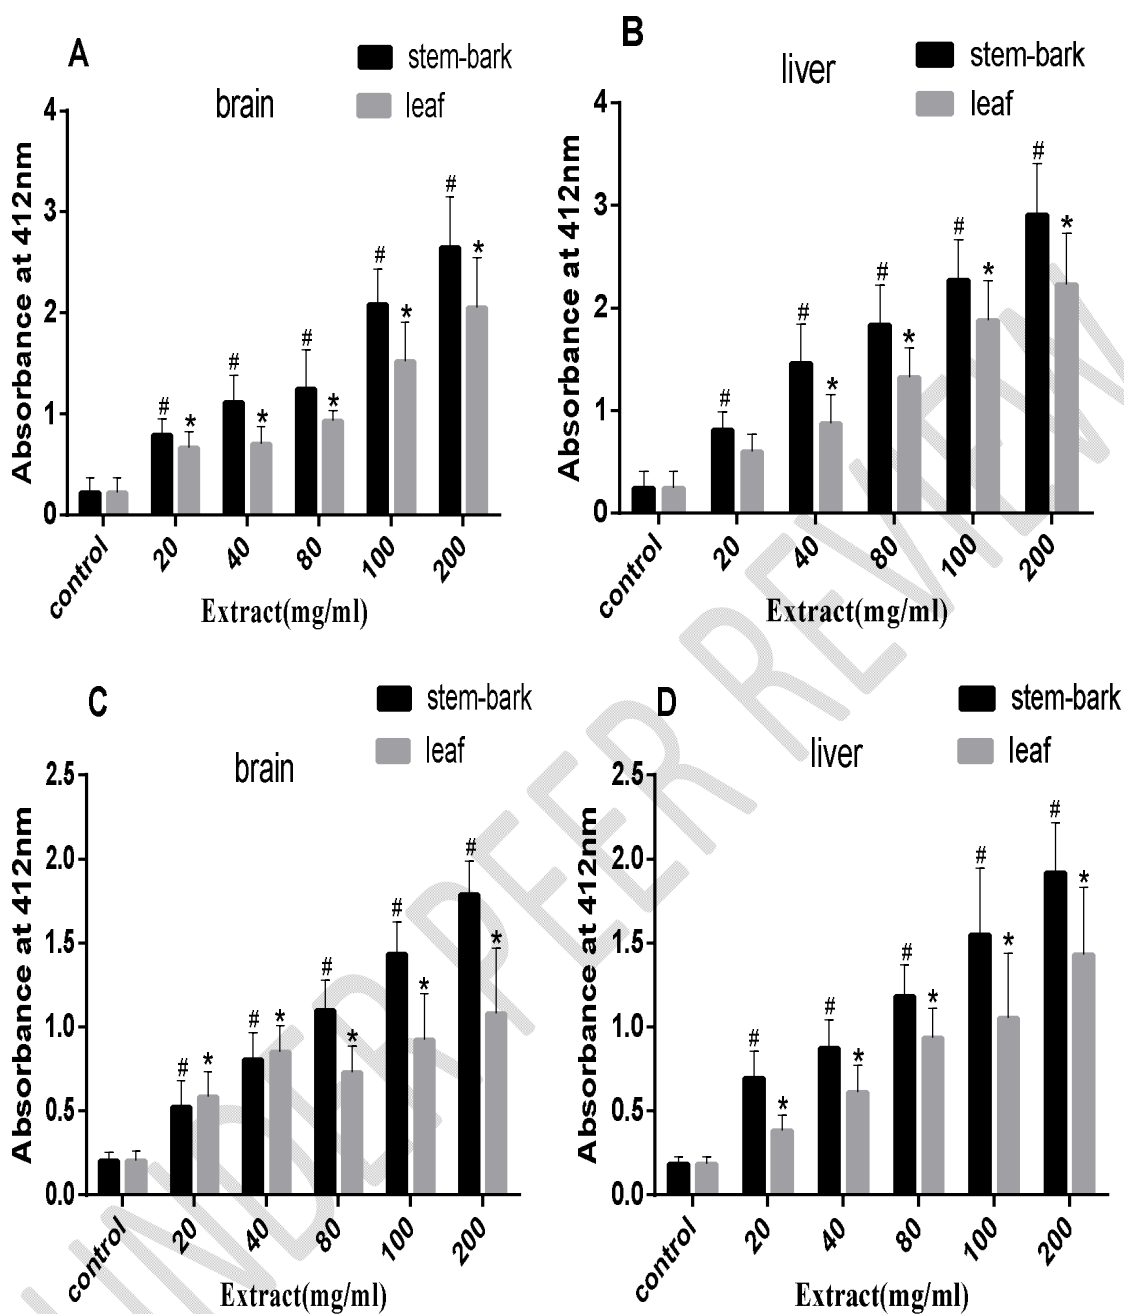 A
brain
stem-bark
leaf
Absorbance at 412nm
4
3
2
1
0
# # * # * # * # * # *
control 20 40 80 100 200
Extract(mg/ml)
B
liver
stem-bark
leaf
Absorbance at 412nm
4
3
2
1
0
# # * # * # * # *
control 20 40 80 100 200
Extract(mg/ml)
C
brain
stem-bark
leaf
Absorbance at 412nm
2.5
2.0
1.5
1.0
0.5
0.0
# * # * # * # * # *
control 20 40 80 100 200
Extract(mg/ml)
D
liver
stem-bark
leaf
Absorbance at 412nm
2.5
2.0
1.5
1.0
0.5
0.0
# * # * # * # * # *
control 20 40 80 100 200
Extract(mg/ml)
UNDER PEER REVIEW